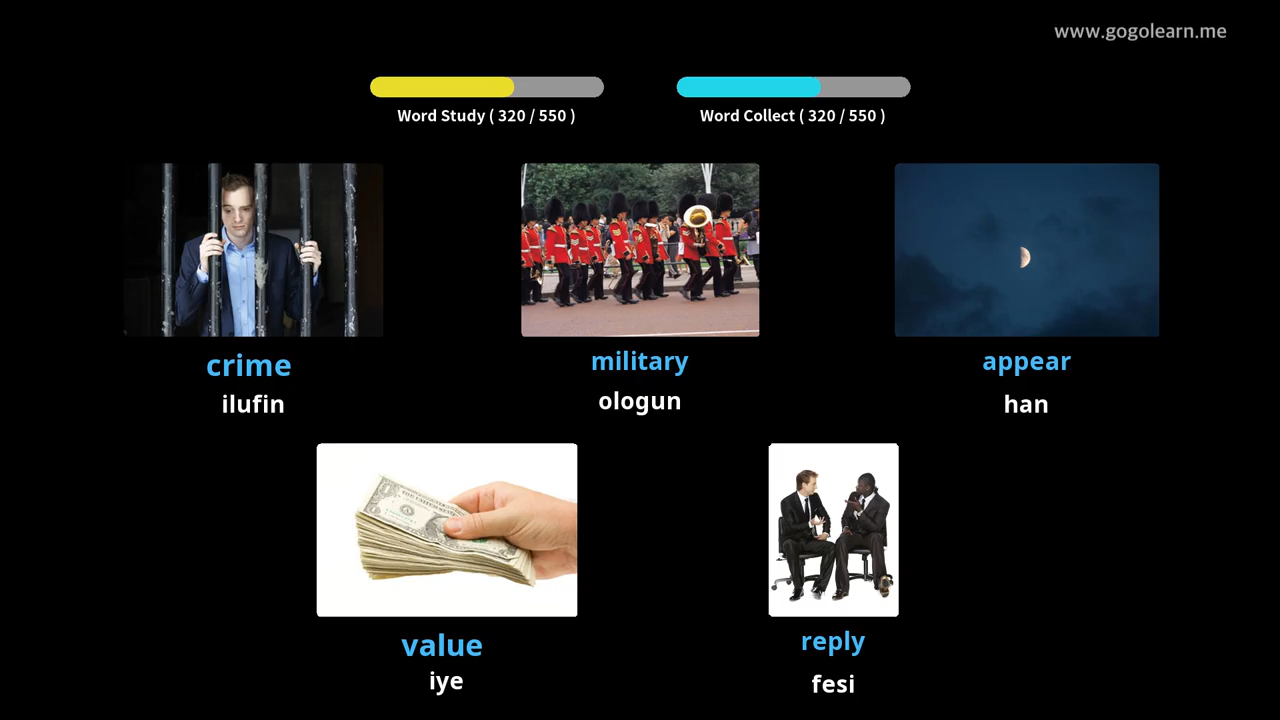 www.gogolearn.me
Word Study ( 320 / 550 )
Word Collect ( 320 / 550 )
crime
ilufin
military
ologun
appear
han
value
iye
reply
fesi